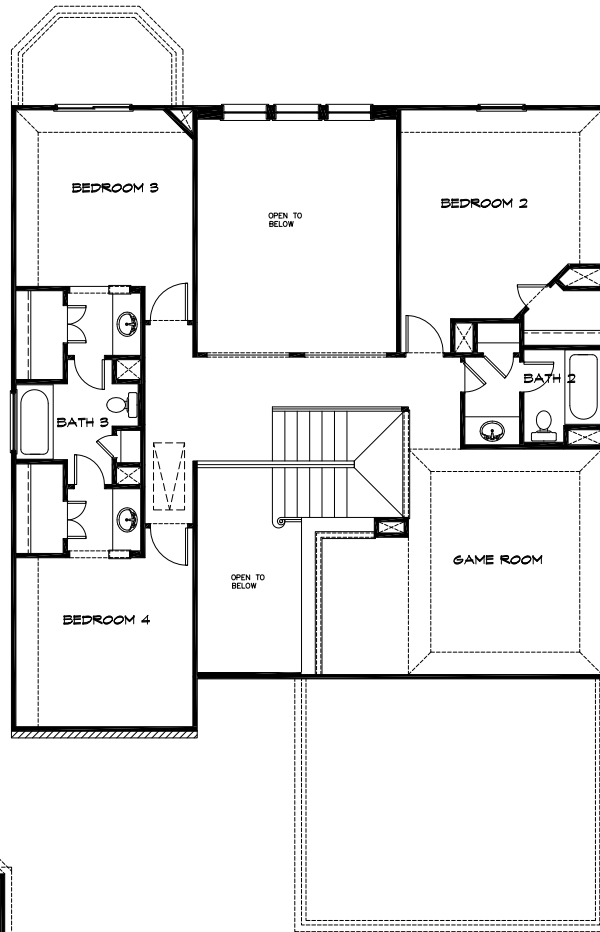 BEDROOM 3
BEDROOM 2
OPEN TO
BELOW
BATH 2
BATH 3
GAME ROOM
OPEN TO
BELOW
BEDROOM 4